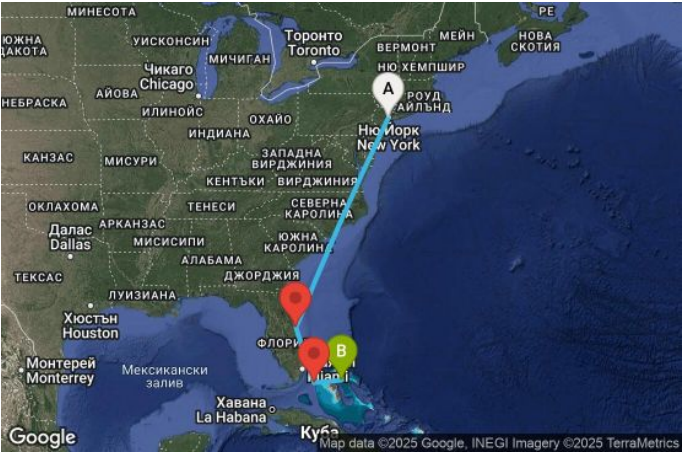 МИНЕСОТА
ЮЖНА
ДАКОТА
УИСКОНСИН
МИЧИГАН
Торонто
Toronto
ВЕРМОНТ
МЕЙН
PE
НОВА
СКОТИЯ
НЮ ХЕМПШИР
Чикаго
Chicago
A
РОУД
АЙЛЪНД
НЕБРАСКА
АЙОВА
ИЛИНОЙС
ОХАЙО
ИНДИАНА
Ню Йорк
New York
КАНЗАС
МИСУРИ
ЗАПАДНА
ВИРДЖИНИЯ
КЕНТЪКИ
ВИРДЖИНИЯ
ОКЛАХОМА
ТЕНЕСИ
СЕВЕРНА
КАРОЛИНА
АРКАНЗАС
Далас
Dallas
МИСИСИПИ
ЮЖНА
КАРОЛИНА
АЛАБАМА
ТЕКСАС
ДЖОРДЖИЯ
ЛУИЗИАНА
Хюстън
Houston
ФЛОРИ
B
Монтерей
Monterrey
Мексикански
залив
Miami
Хавана
La Habana
Куба
Google
Map data ©2025 Google, INEGI Imagery ©2025 TerraMetrics